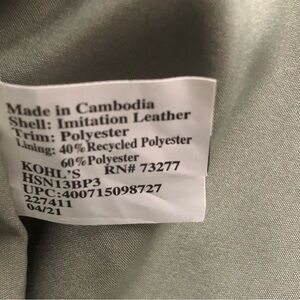 Made in Cambodia
Shell: Imitation Leather
Trim: Polyester
Lining: 40% Recycled Polyester
60% Polyester
KOHL'S RN# 73277
HSN13BP3
UPC:400715098727
227411
04/21